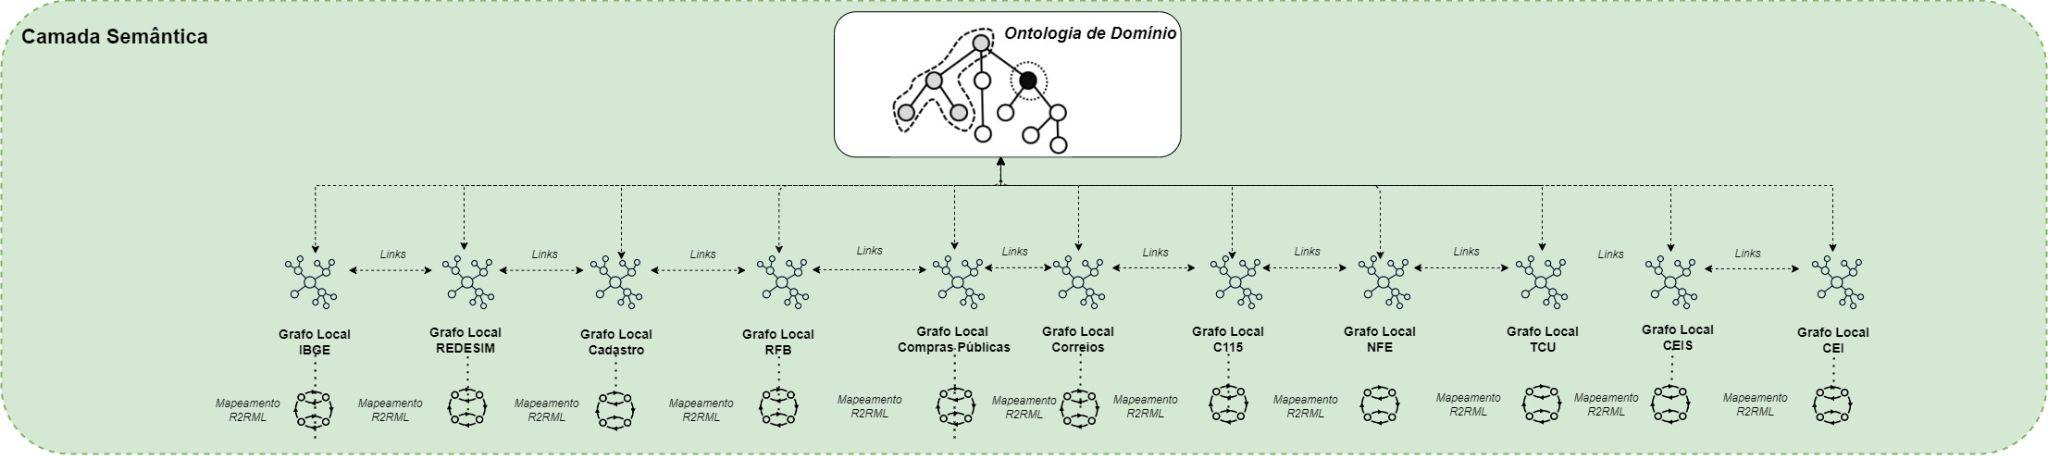 Camada Semântica
Ontologia de Domínio
Links
Links
Links
Links
Links
Links
Links
Links
Links
Links
Grafo Local
IBGE
Grafo Local
REDESIM
Grafo Local
Cadastro
Grafo Local
RFB
Grafo Local
Compras Públicas
Grafo Local
Correios
Grafo Local
C115
Grafo Local
NFE
Grafo Local
TCU
Grafo Local
CEIS
Grafo Local
CEI
Mapeamento
R2RML
Mapeamento
R2RML
Mapeamento
R2RML
Mapeamento
R2RML
Mapeamento
R2RML
Mapeamento
R2RML
Mapeamento
R2RML
Mapeamento
R2RML
Mapeamento
R2RML
Mapeamento
R2RML
Mapeamento
R2RML